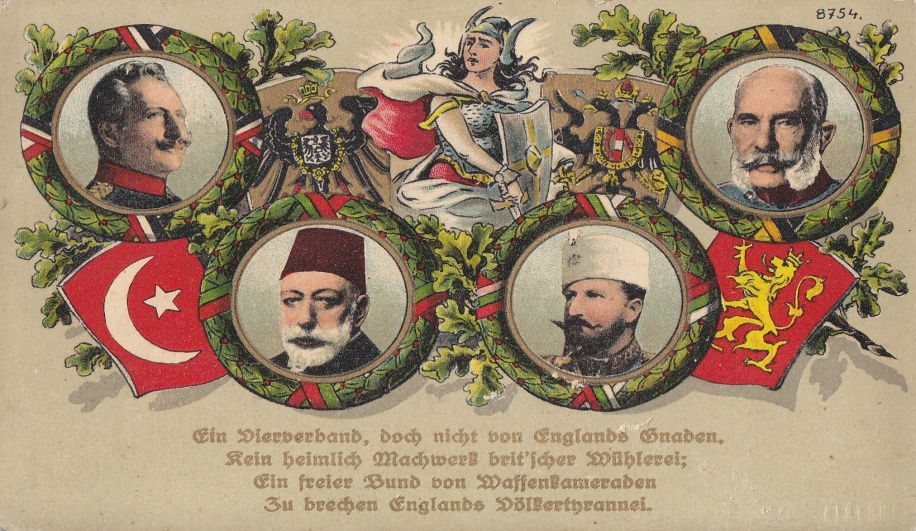 8754.
Ein Vierverband, doch nicht von Englands Gnaden,
Kein heimlich Machwerk brit'scher Wühlerei;
Ein freier Bund von Waffenkameraden
Zu brechen Englands Völkertyrannei.